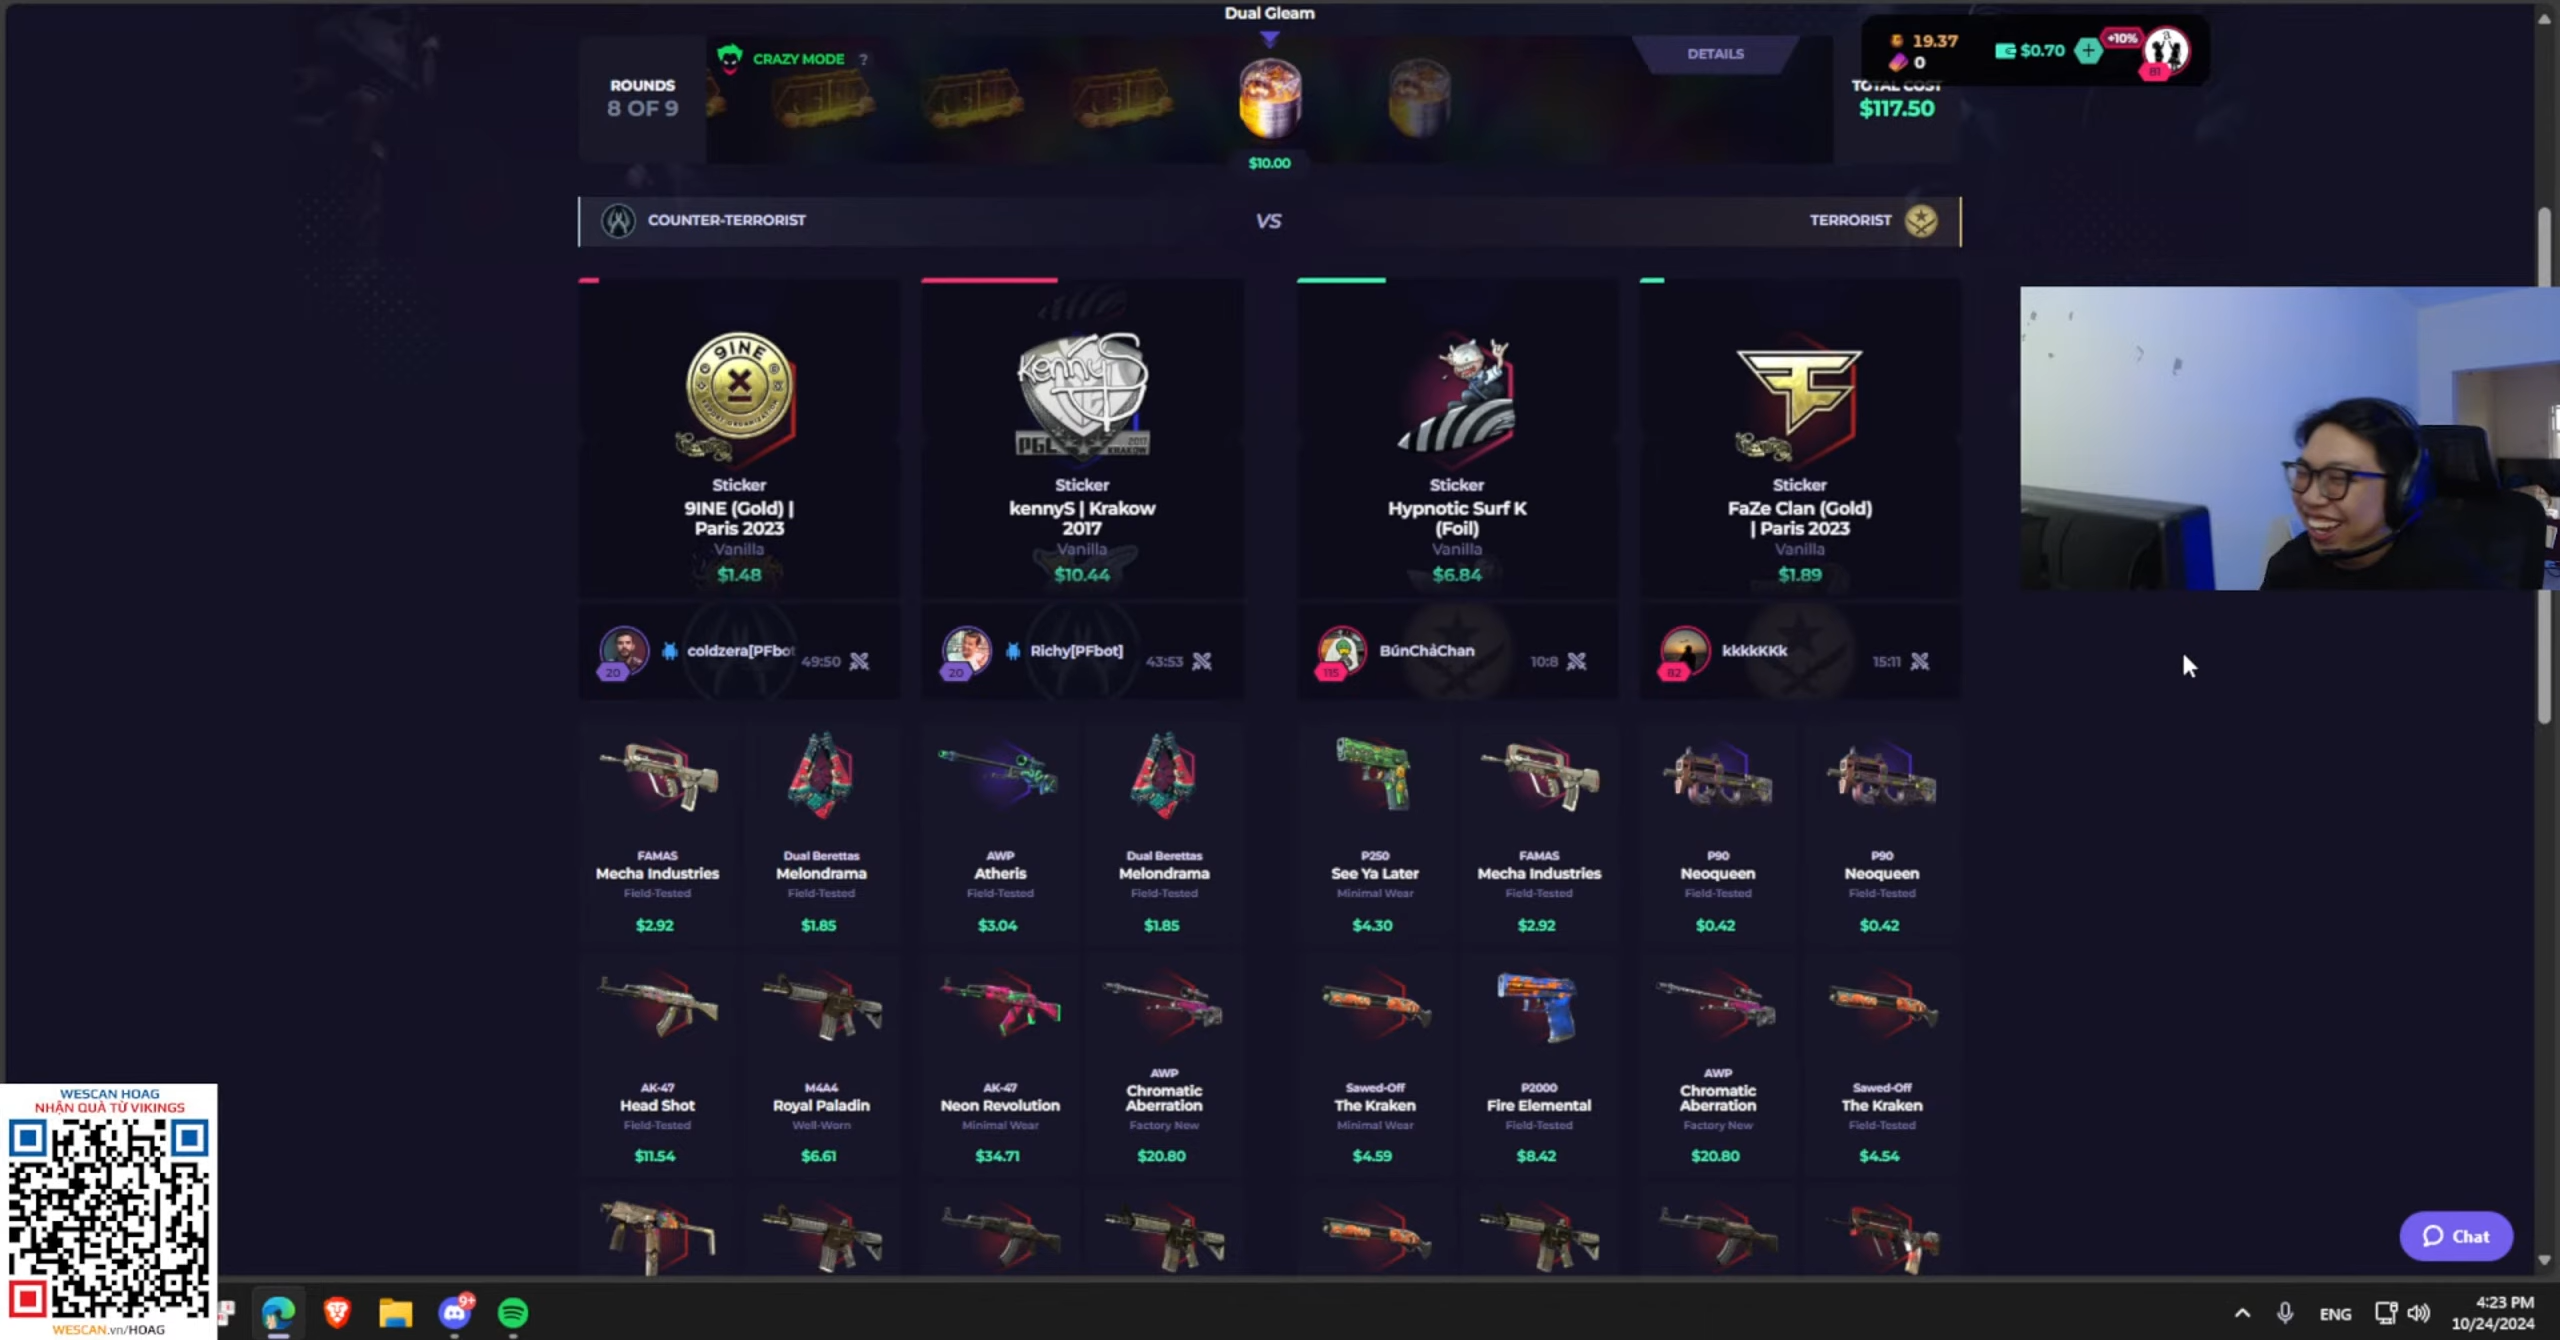 Dual Gleam
ROUNDS
8 OF 9
CRAZY MODE ?
DETAILS
TOTAL COST
$117.50
19.37
0
$0.70
+10%
81
$10.00
COUNTER-TERRORIST
VS
TERRORIST
9INE
Sticker
9INE (Gold) |
Paris 2023
Vanilla
$1.48
kennyS
PGL 2017
KRAKOW
Sticker
kennyS | Krakow
2017
Vanilla
$10.44
Sticker
Hypnotic Surf K
(Foil)
Vanilla
$6.84
Sticker
FaZe Clan (Gold)
| Paris 2023
Vanilla
$1.89
20
coldzera[PFbot
49:50
20
Richy[PFbot]
43:53
115
BúnChảChan
10:8
82
kkkkKKk
15:11
FAMAS
Mecha Industries
Field-Tested
$2.92
Dual Berettas
Melondrama
Field-Tested
$1.85
AWP
Atheris
Field-Tested
$3.04
Dual Berettas
Melondrama
Field-Tested
$1.85
P250
See Ya Later
Minimal Wear
$4.30
FAMAS
Mecha Industries
Field-Tested
$2.92
P90
Neoqueen
Field-Tested
$0.42
P90
Neoqueen
Field-Tested
$0.42
AK-47
Head Shot
Field-Tested
$11.54
M4A4
Royal Paladin
Well-Worn
$6.61
AK-47
Neon Revolution
Minimal Wear
$34.71
AWP
Chromatic
Aberration
Factory New
$20.80
Sawed-Off
The Kraken
Minimal Wear
$4.59
P2000
Fire Elemental
Field-Tested
$8.42
AWP
Chromatic
Aberration
Factory New
$20.80
Sawed-Off
The Kraken
Field-Tested
$4.54
Chat
WESCAN HOAG
NHẬN QUÀ TỪ VIKINGS
WESCAN.vn/HOAG
9+
ENG
4:23 PM
10/24/2024